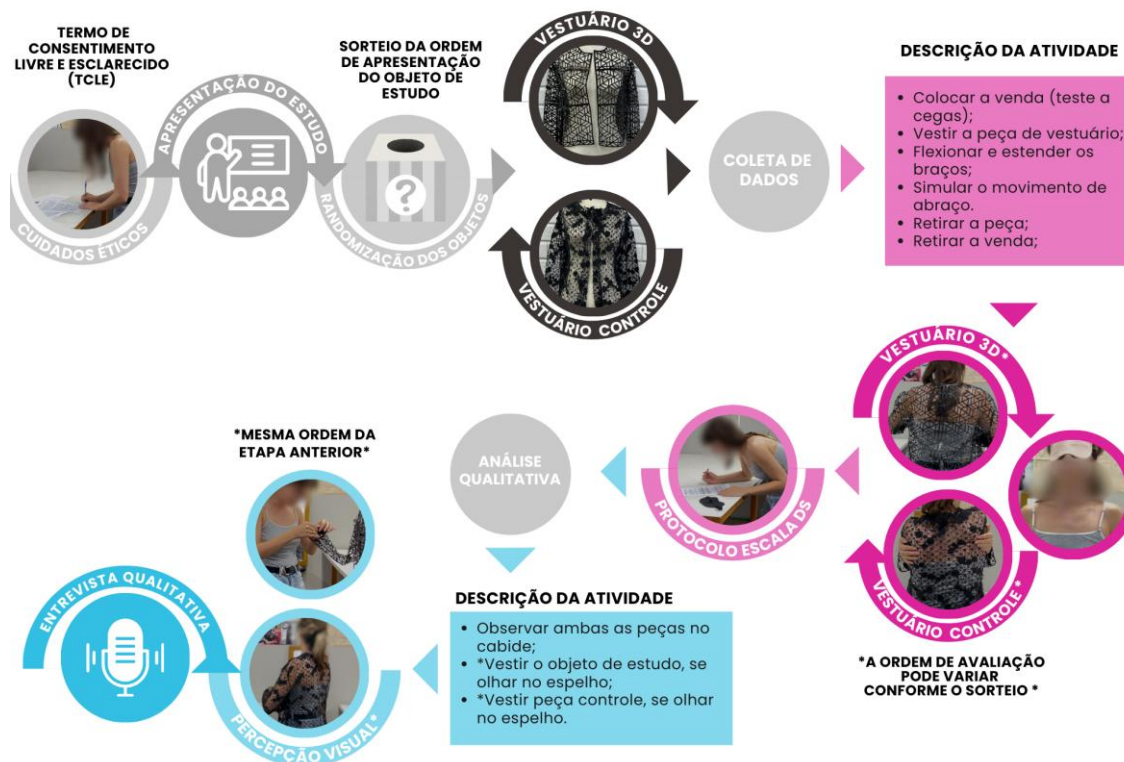 TERMO DE
CONSENTIMENTO
LIVRE E ESCLARECIDO
(TCLE)
CUIDADOS ÉTICOS
APRESENTAÇÃO DO ESTUDO
SORTEIO DA ORDEM
DE APRESENTAÇÃO
DO OBJETO DE
ESTUDO
?
RANDOMIZAÇÃO DOS OBJETOS
VESTUÁRIO 3D
VESTUÁRIO CONTROLE
COLETA DE
DADOS
DESCRIÇÃO DA ATIVIDADE
• Colocar a venda (teste a
cegas);
• Vestir a peça de vestuário;
• Flexionar e estender os
braços;
• Simular o movimento de
abraço.
• Retirar a peça;
• Retirar a venda;
VESTUÁRIO 3D*
VESTUÁRIO CONTROLE *
*A ORDEM DE AVALIAÇÃO
PODE VARIAR
CONFORME O SORTEIO *
PROTOCOLO ESCALA DS
ANÁLISE
QUALITATIVA
DESCRIÇÃO DA ATIVIDADE
• Observar ambas as peças no
cabide;
• *Vestir o objeto de estudo, se
olhar no espelho;
• *Vestir peça controle, se olhar
no espelho.
*MESMA ORDEM DA
ETAPA ANTERIOR*
PERCEPÇÃO VISUAL*
ENTREVISTA QUALITATIVA